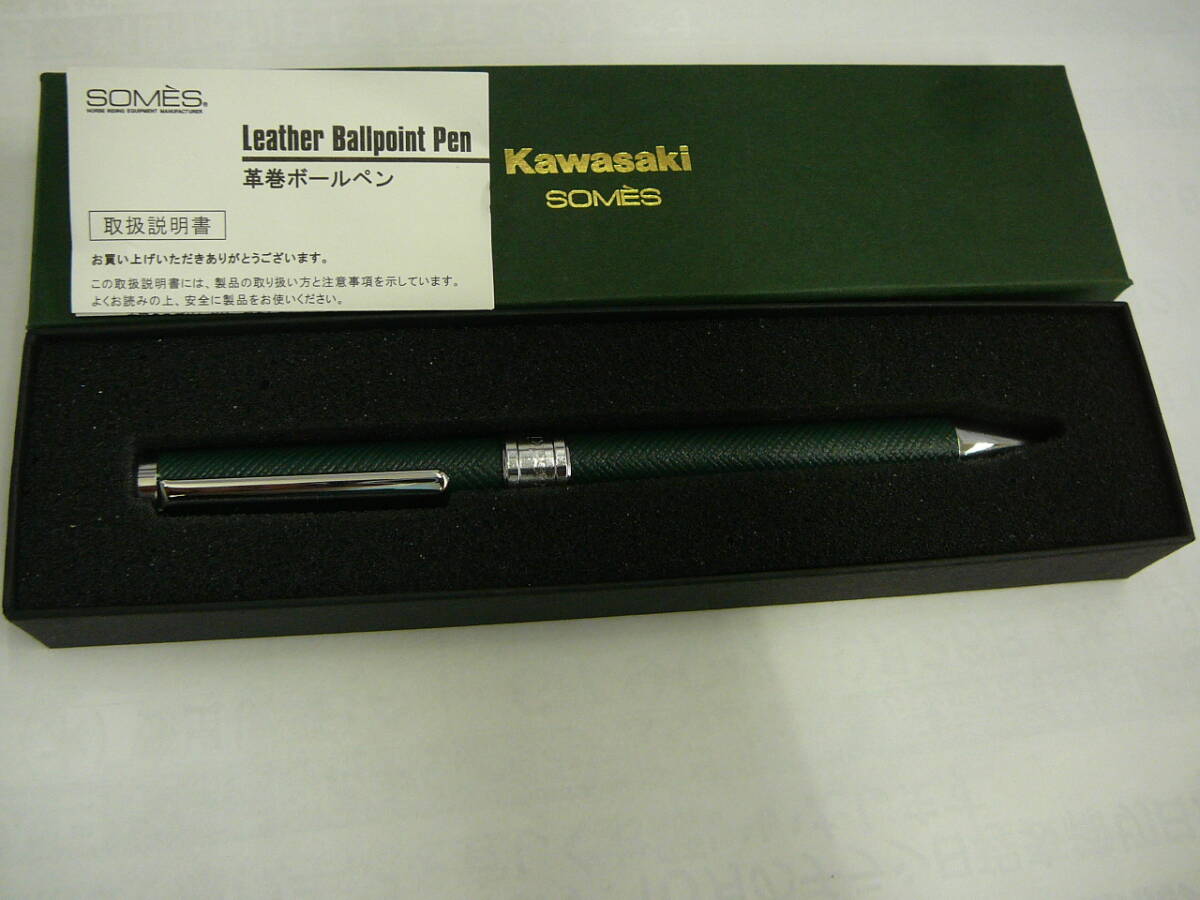 SOMÈS®
HORSE RIDING EQUIPMENT MANUFACTURER
Leather Ballpoint Pen
革巻ボールペン
取扱説明書
お買い上げいただきありがとうございます。
この取扱説明書には、製品の取り扱い方と注意事項を示しています。
よくお読みの上、安全に製品をお使いください。
Kawasaki
SOMÈS